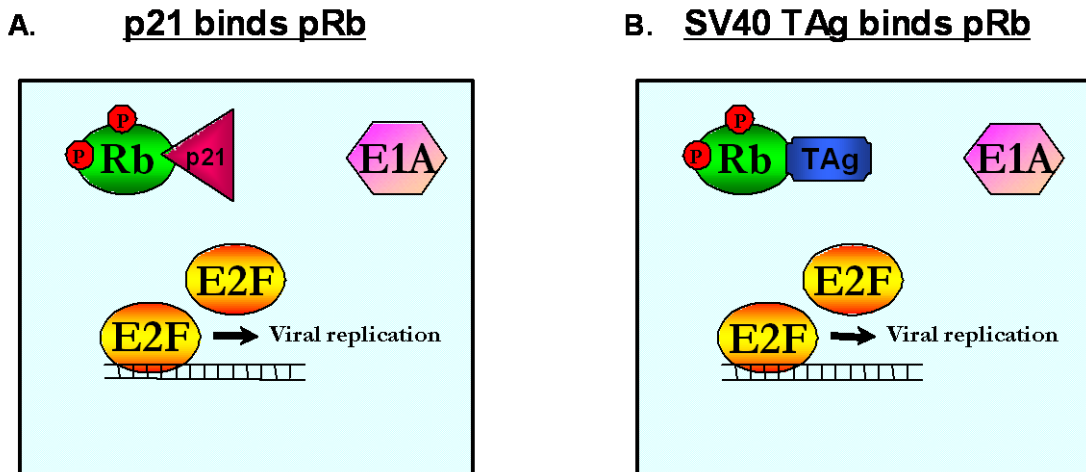 A. p21 binds pRb
P
P
Rb
p21
E1A
E2F
E2F
Viral replication
B. SV40 TAg binds pRb
P
P
Rb
TAg
E1A
E2F
E2F
Viral replication